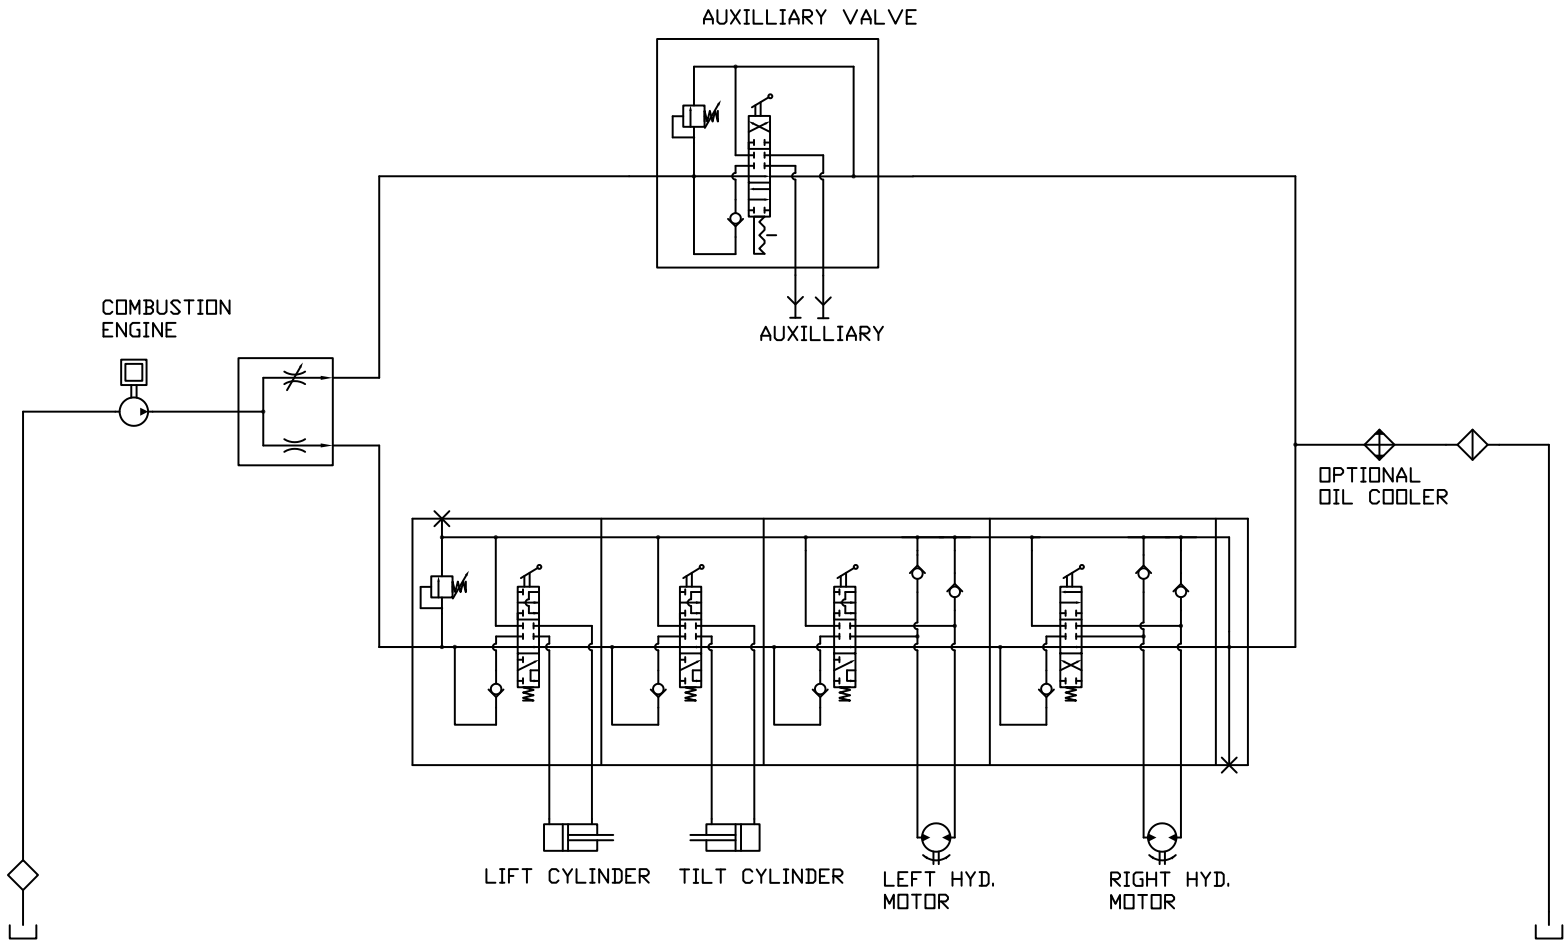 AUXILLIARY VALVE
COMBUSTION
ENGINE
AUXILLIARY
OPTIONAL
OIL COOLER
LIFT CYLINDER
TILT CYLINDER
LEFT HYD.
MOTOR
RIGHT HYD.
MOTOR